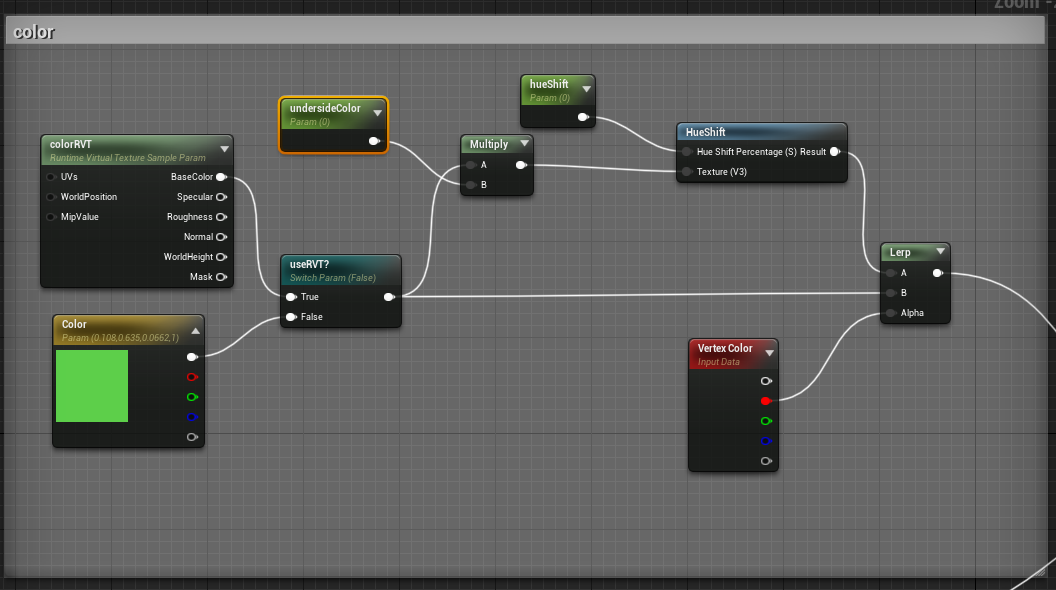 Zoom -
color
hueShift
Param (0)
undersideColor
Param (0)
HueShift
Hue Shift Percentage (S) Result
Texture (V3)
colorRVT
Runtime Virtual Texture Sample Param
UVs BaseColor
WorldPosition Specular
MipValue Roughness
Normal
WorldHeight
Mask
Multiply
A
B
useRVT?
Switch Param (False)
True
False
Lerp
A
B
Alpha
Color
Param (0.108,0.635,0.0662,1)
Vertex Color
Input Data